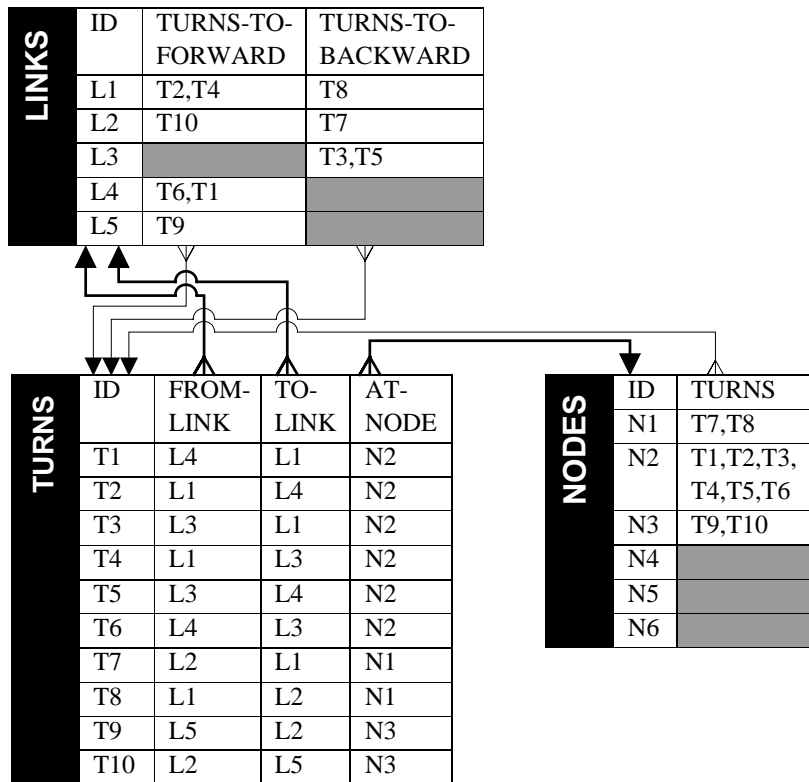 LINKS
ID TURNS-TO- TURNS-TO-
FORWARD BACKWARD
L1 T2,T4 T8
L2 T10 T7
L3 T3,T5
L4 T6,T1
L5 T9
TURNS
ID FROM- TO- AT-
LINK LINK NODE
T1 L4 L1 N2
T2 L1 L4 N2
T3 L3 L1 N2
T4 L1 L3 N2
T5 L3 L4 N2
T6 L4 L3 N2
T7 L2 L1 N1
T8 L1 L2 N1
T9 L5 L2 N3
T10 L2 L5 N3
NODES
ID TURNS
N1 T7,T8
N2 T1,T2,T3,
T4,T5,T6
N3 T9,T10
N4
N5
N6